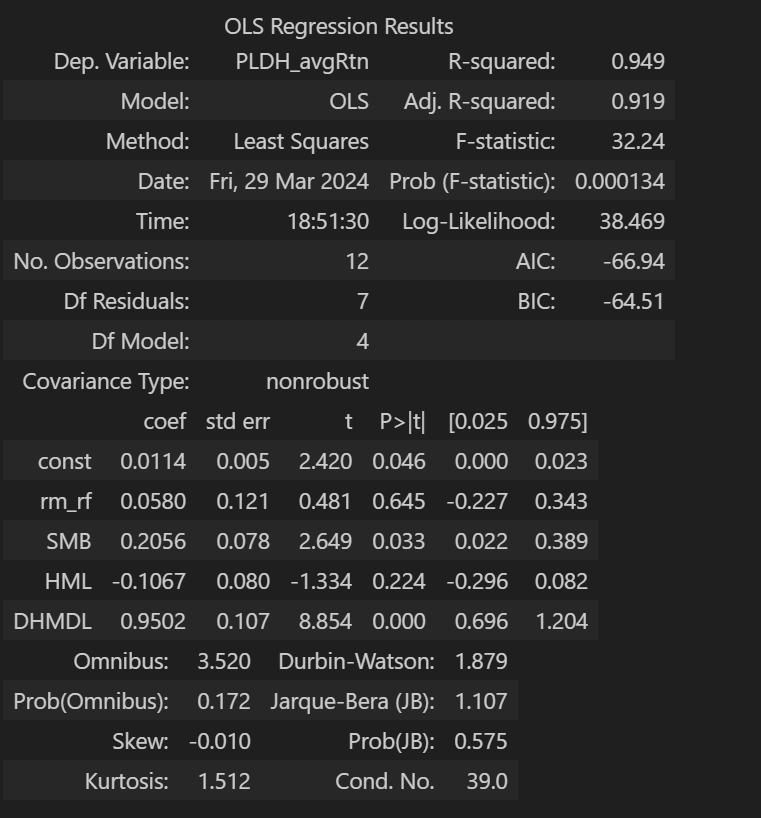 OLS Regression Results
Dep. Variable: PLDH_avgRtn R-squared: 0.949
Model: OLS Adj. R-squared: 0.919
Method: Least Squares F-statistic: 32.24
Date: Fri, 29 Mar 2024 Prob (F-statistic): 0.000134
Time: 18:51:30 Log-Likelihood: 38.469
No. Observations: 12 AIC: -66.94
Df Residuals: 7 BIC: -64.51
Df Model: 4
Covariance Type: nonrobust
coef std err t P>|t| [0.025 0.975]
const 0.0114 0.005 2.420 0.046 0.000 0.023
rm_rf 0.0580 0.121 0.481 0.645 -0.227 0.343
SMB 0.2056 0.078 2.649 0.033 0.022 0.389
HML -0.1067 0.080 -1.334 0.224 -0.296 0.082
DHMDL 0.9502 0.107 8.854 0.000 0.696 1.204
Omnibus: 3.520 Durbin-Watson: 1.879
Prob(Omnibus): 0.172 Jarque-Bera (JB): 1.107
Skew: -0.010 Prob(JB): 0.575
Kurtosis: 1.512 Cond. No. 39.0